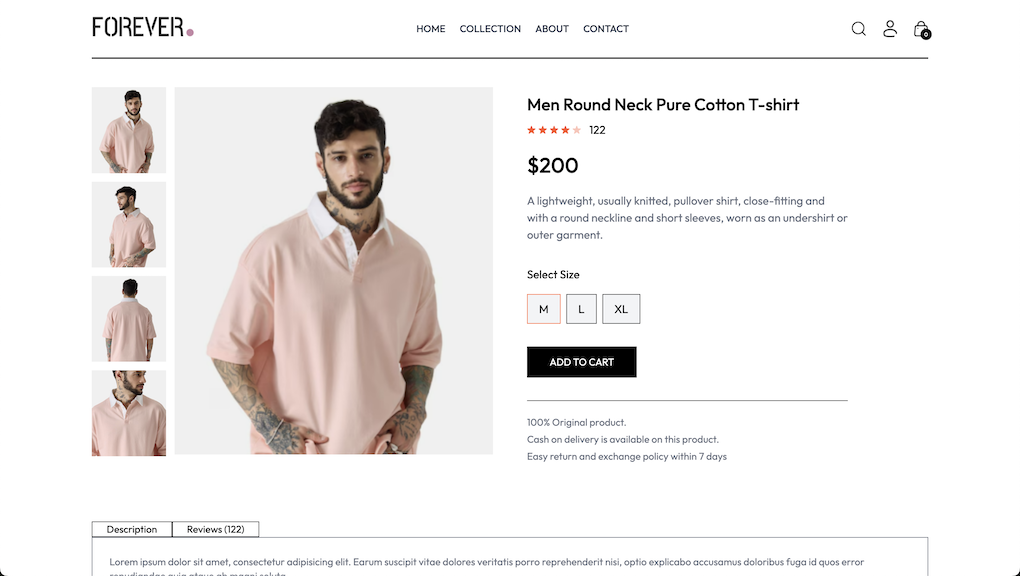 FOREVER.
HOME COLLECTION ABOUT CONTACT
0
Men Round Neck Pure Cotton T-shirt
122
$200
A lightweight, usually knitted, pullover shirt, close-fitting and
with a round neckline and short sleeves, worn as an undershirt or
outer garment.
Select Size
M L XL
ADD TO CART
100% Original product.
Cash on delivery is available on this product.
Easy return and exchange policy within 7 days
Description Reviews (122)
Lorem ipsum dolor sit amet, consectetur adipisicing elit. Earum suscipit vitae dolores veritatis porro reprehenderit nisi, optio explicabo accusamus doloribus fuga id quos error